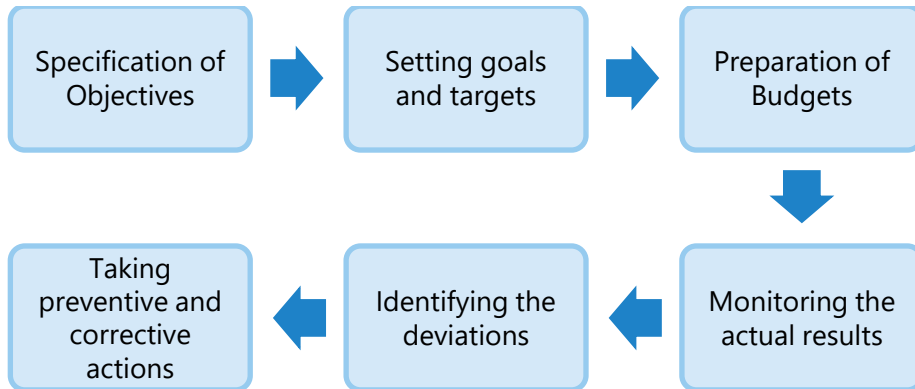 Specification of
Objectives
Setting goals
and targets
Preparation of
Budgets
Monitoring the
actual results
Identifying the
deviations
Taking
preventive and
corrective
actions